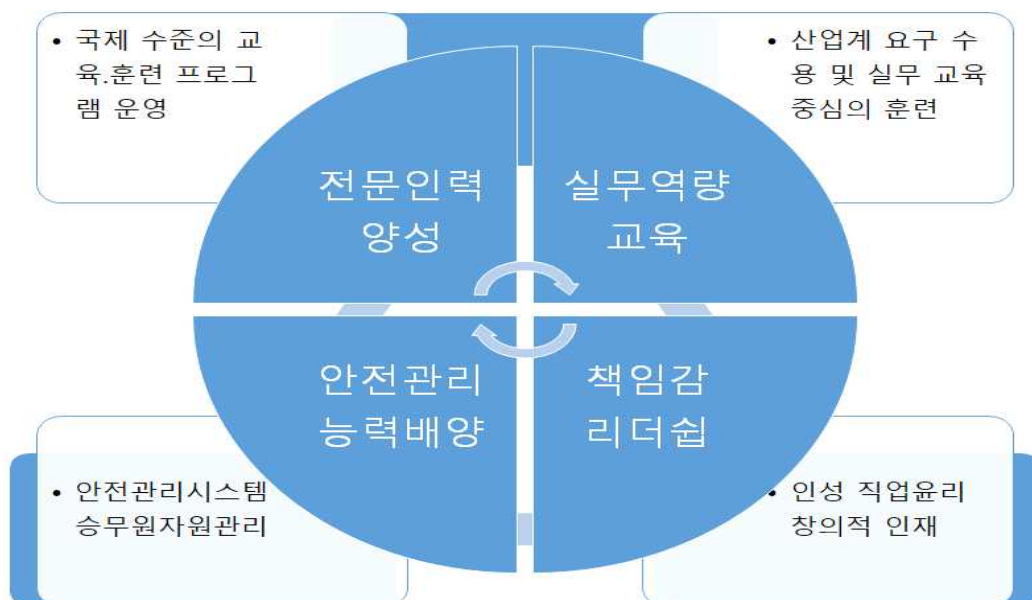 • 국제 수준의 교
육.훈련 프로그
램 운영
• 산업계 요구 수
용 및 실무 교육
중심의 훈련
전문인력
양성
실무역량
교육
안전관리
능력배양
책임감
리더쉽
• 안전관리시스템
승무원자원관리
• 인성 직업윤리
창의적 인재